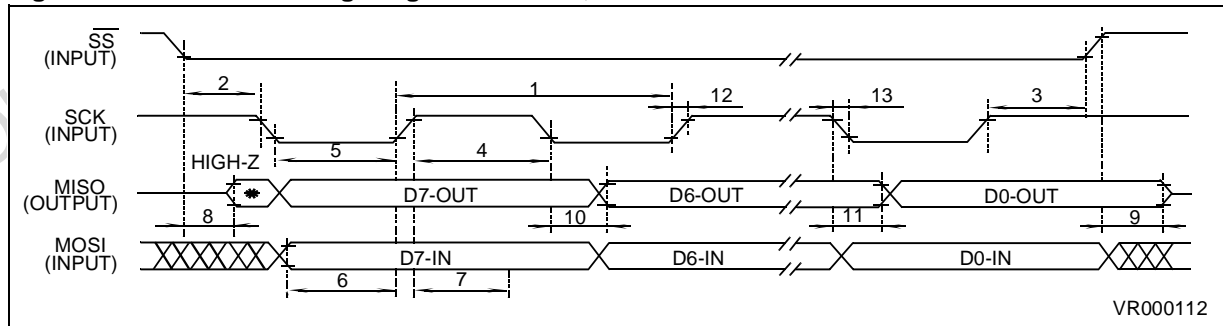 SS
(INPUT)
2
1
12
13
3
SCK
(INPUT)
HIGH-Z
5
4
MISO
(OUTPUT)
D7-OUT
D6-OUT
D0-OUT
8
10
11
9
MOSI
(INPUT)
D7-IN
D6-IN
D0-IN
6
7
VR000112